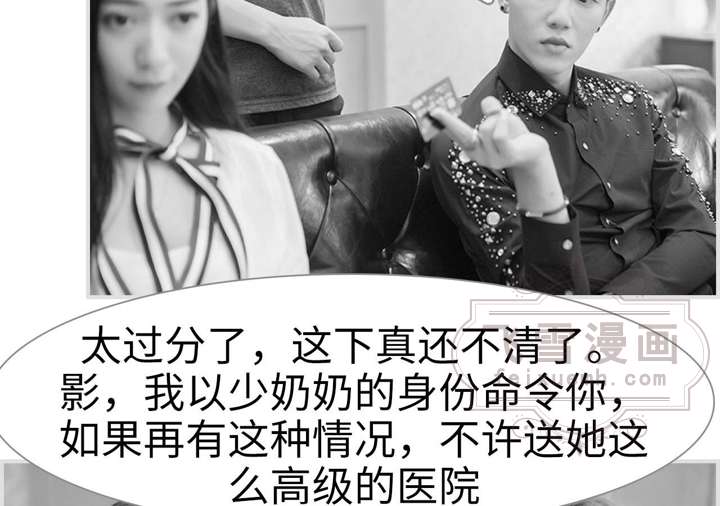 太过分了，这下真还不清了。
影，我以少奶奶的身份命令你，
如果再有这种情况，不许送她这
么高级的医院
漫画